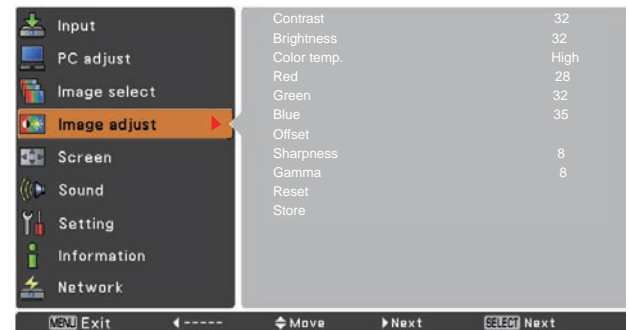 Input
PC adjust
Image select
Image adjust
Screen
Sound
Setting
Information
Network
Contrast 32
Brightness 32
Color temp. High
Red 28
Green 32
Blue 35
Offset
Sharpness 8
Gamma 8
Reset
Store
MENU Exit ----- Move Next SELECT Next